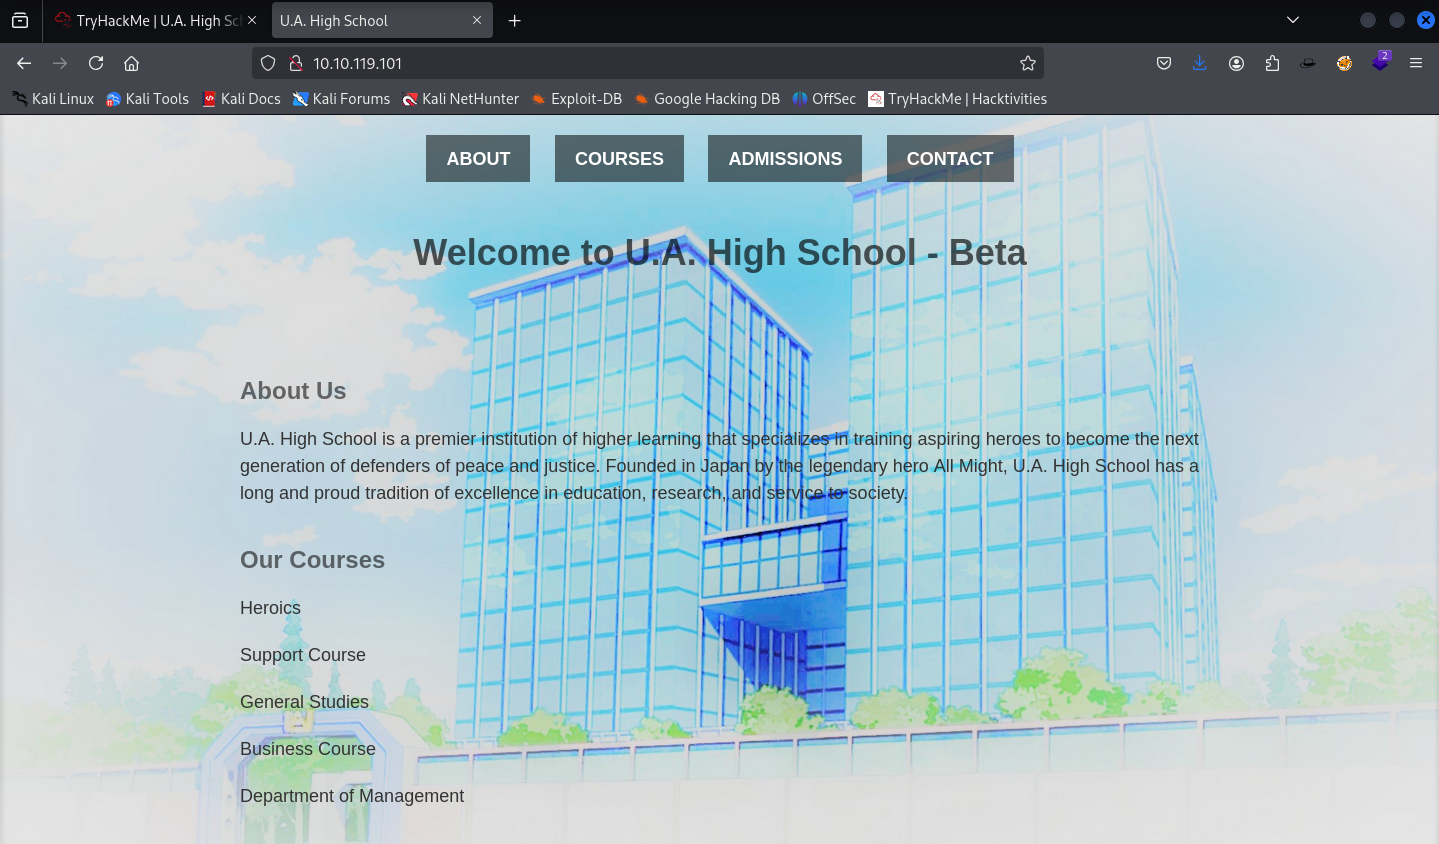 TryHackMe | U.A. High Sc
U.A. High School
10.10.119.101
2
Kali Linux
Kali Tools
Kali Docs
Kali Forums
Kali NetHunter
Exploit-DB
Google Hacking DB
OffSec
TryHackMe | Hacktivities
ABOUT
COURSES
ADMISSIONS
CONTACT
Welcome to U.A. High School - Beta
About Us
U.A. High School is a premier institution of higher learning that specializes in training aspiring heroes to become the next
generation of defenders of peace and justice. Founded in Japan by the legendary hero All Might, U.A. High School has a
long and proud tradition of excellence in education, research, and service to society.
Our Courses
Heroics
Support Course
General Studies
Business Course
Department of Management